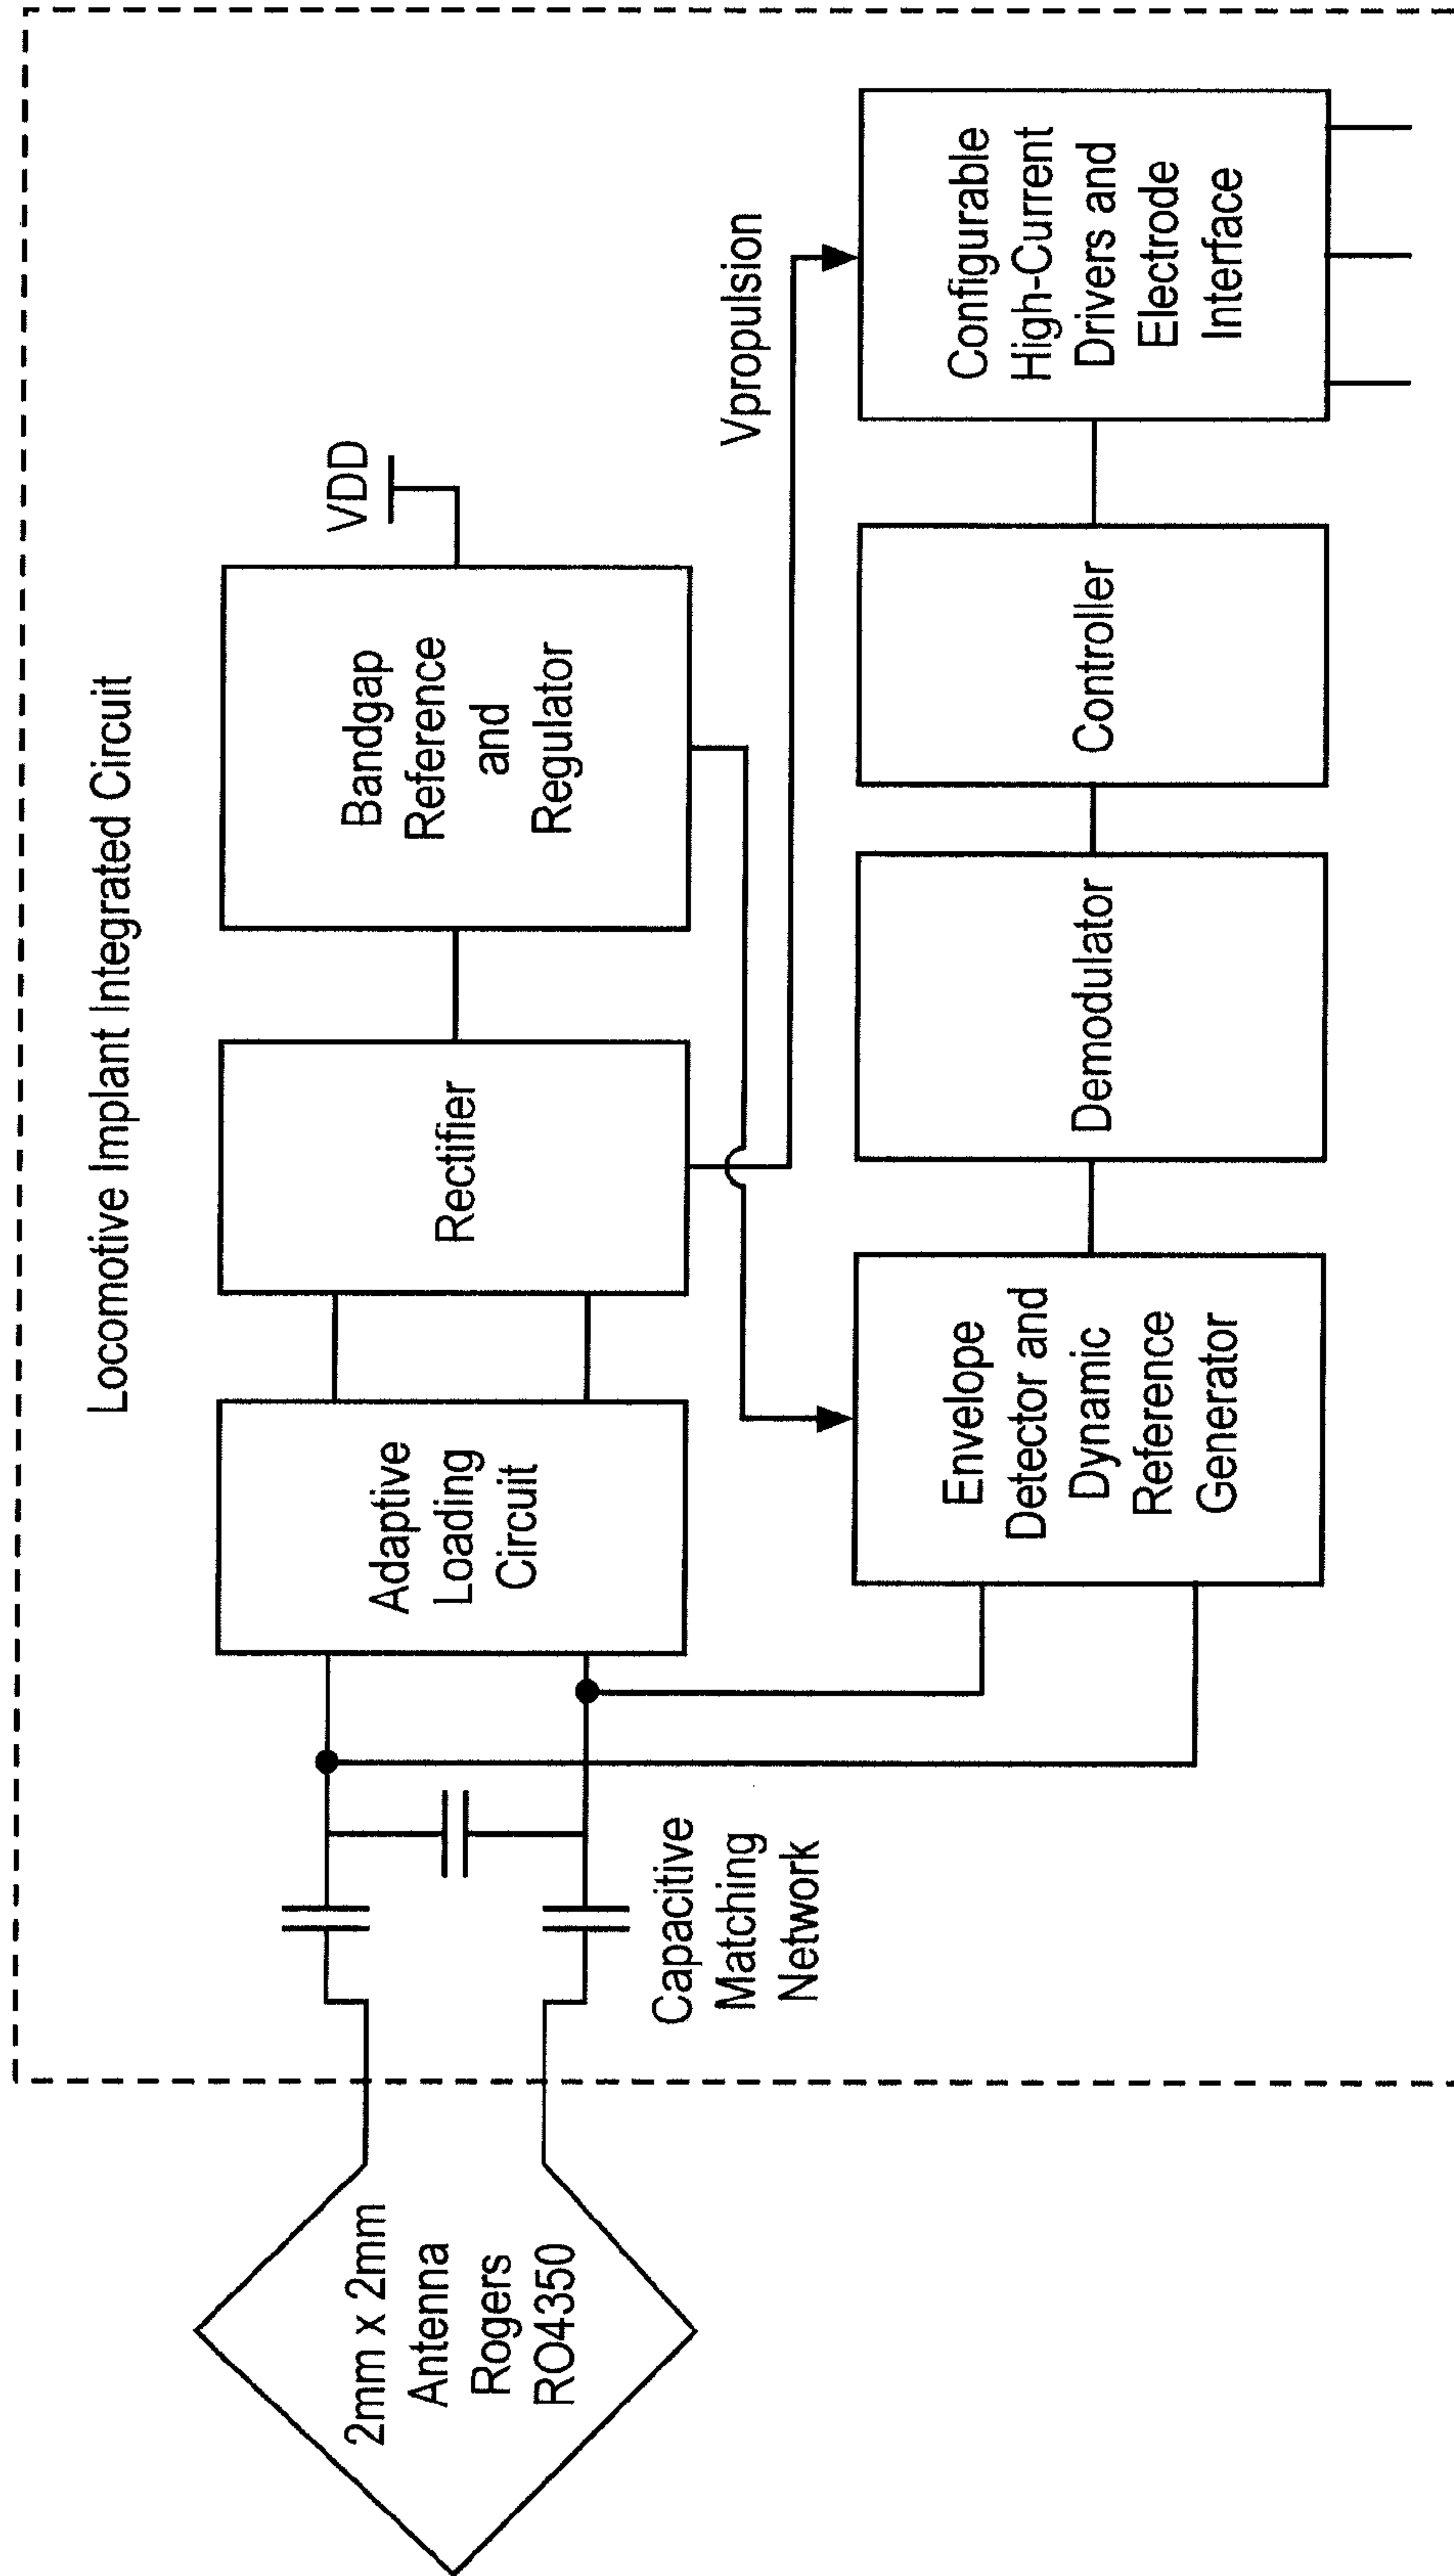 Locomotive Implant Integrated Circuit
2mm x 2mm
Antenna
Rogers
RO4350
Capacitive
Matching
Network
Adaptive
Loading
Circuit
Rectifier
Bandgap
Reference
and
Regulator
VDD
Vpropulsion
Envelope
Detector and
Dynamic
Reference
Generator
Demodulator
Controller
Configurable
High-Current
Drivers and
Electrode
Interface